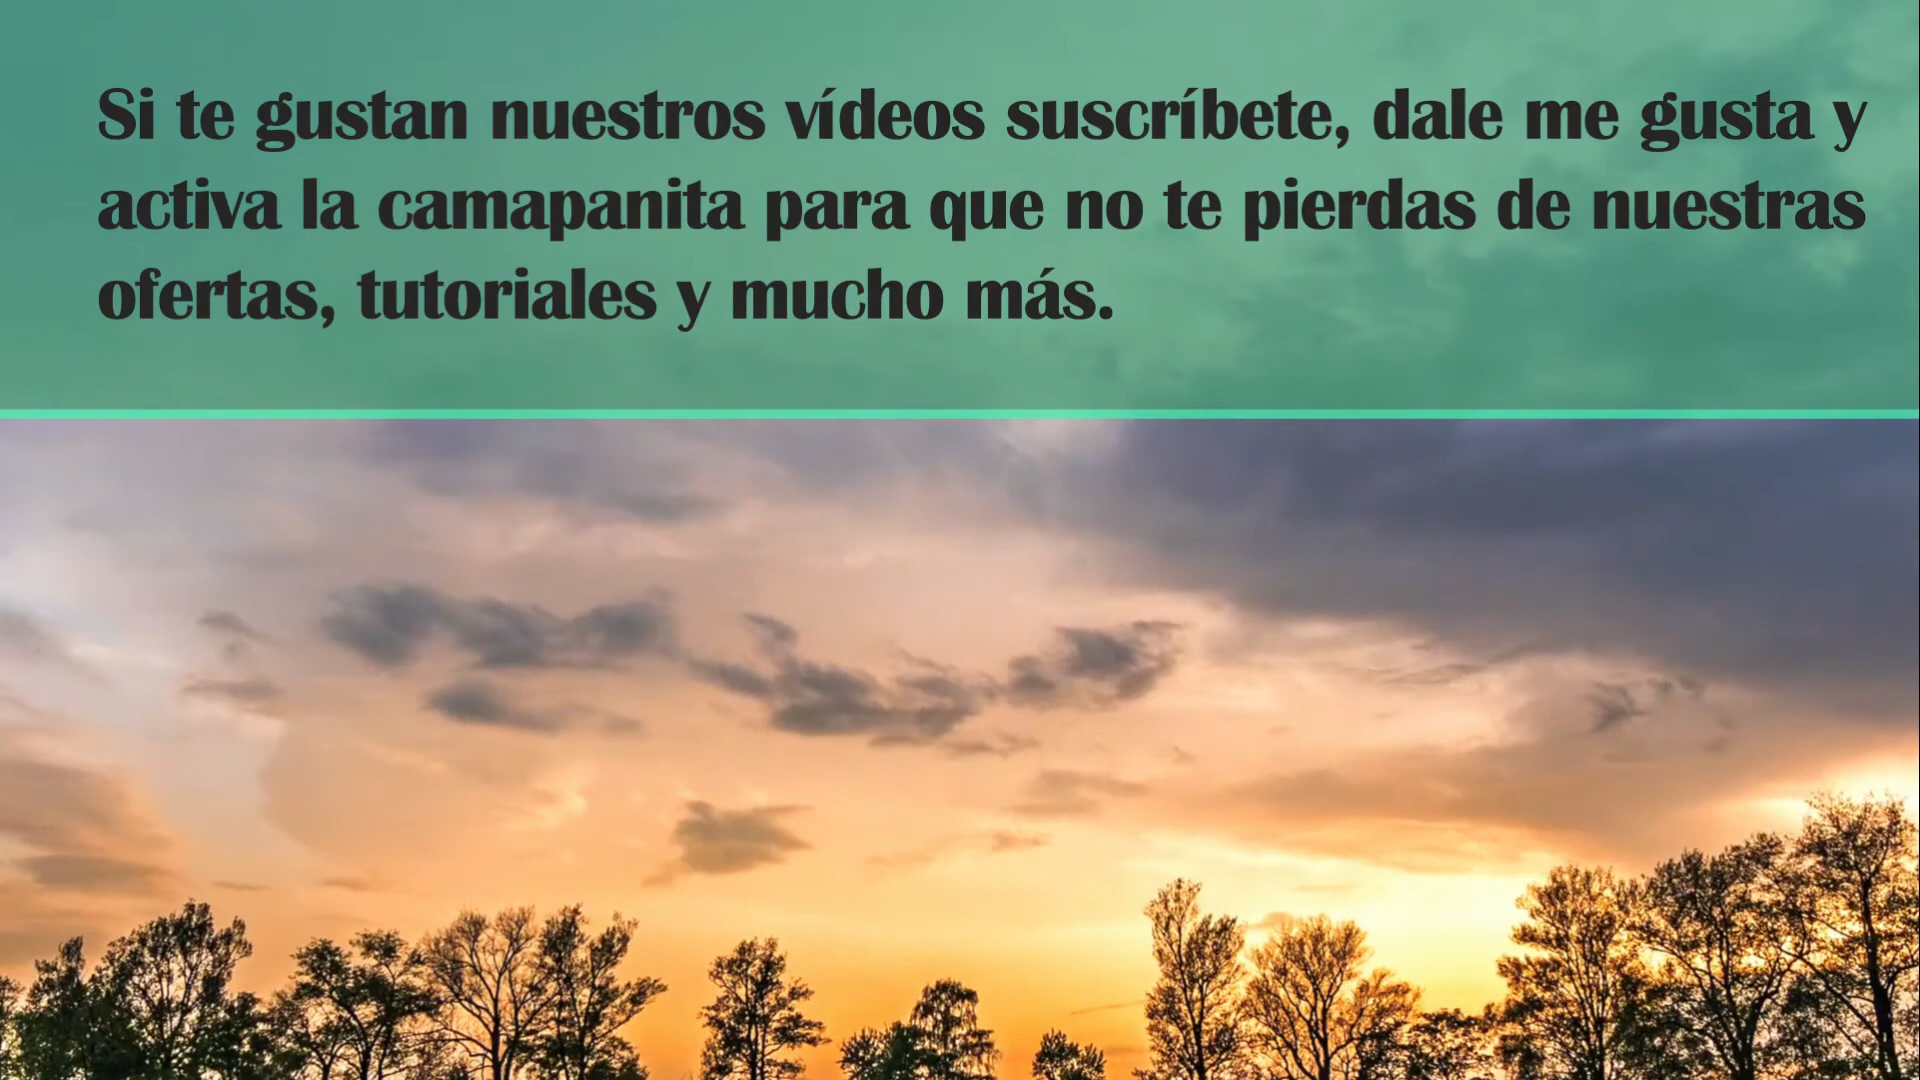 Si te gustan nuestros vídeos suscríbete, dale me gusta y
activa la camapanita para que no te pierdas de nuestras
ofertas, tutoriales y mucho más.